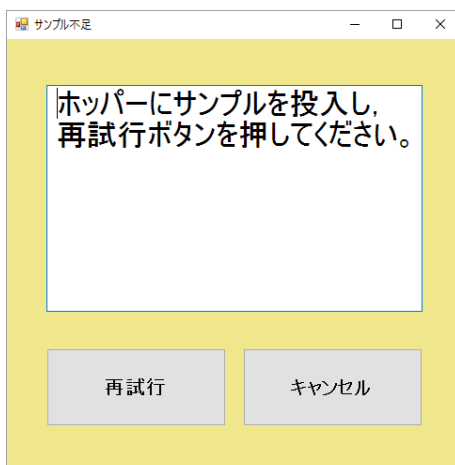 サンプル不足
ホッパーにサンプルを投入し,
再試行ボタンを押してください。
再試行
キャンセル